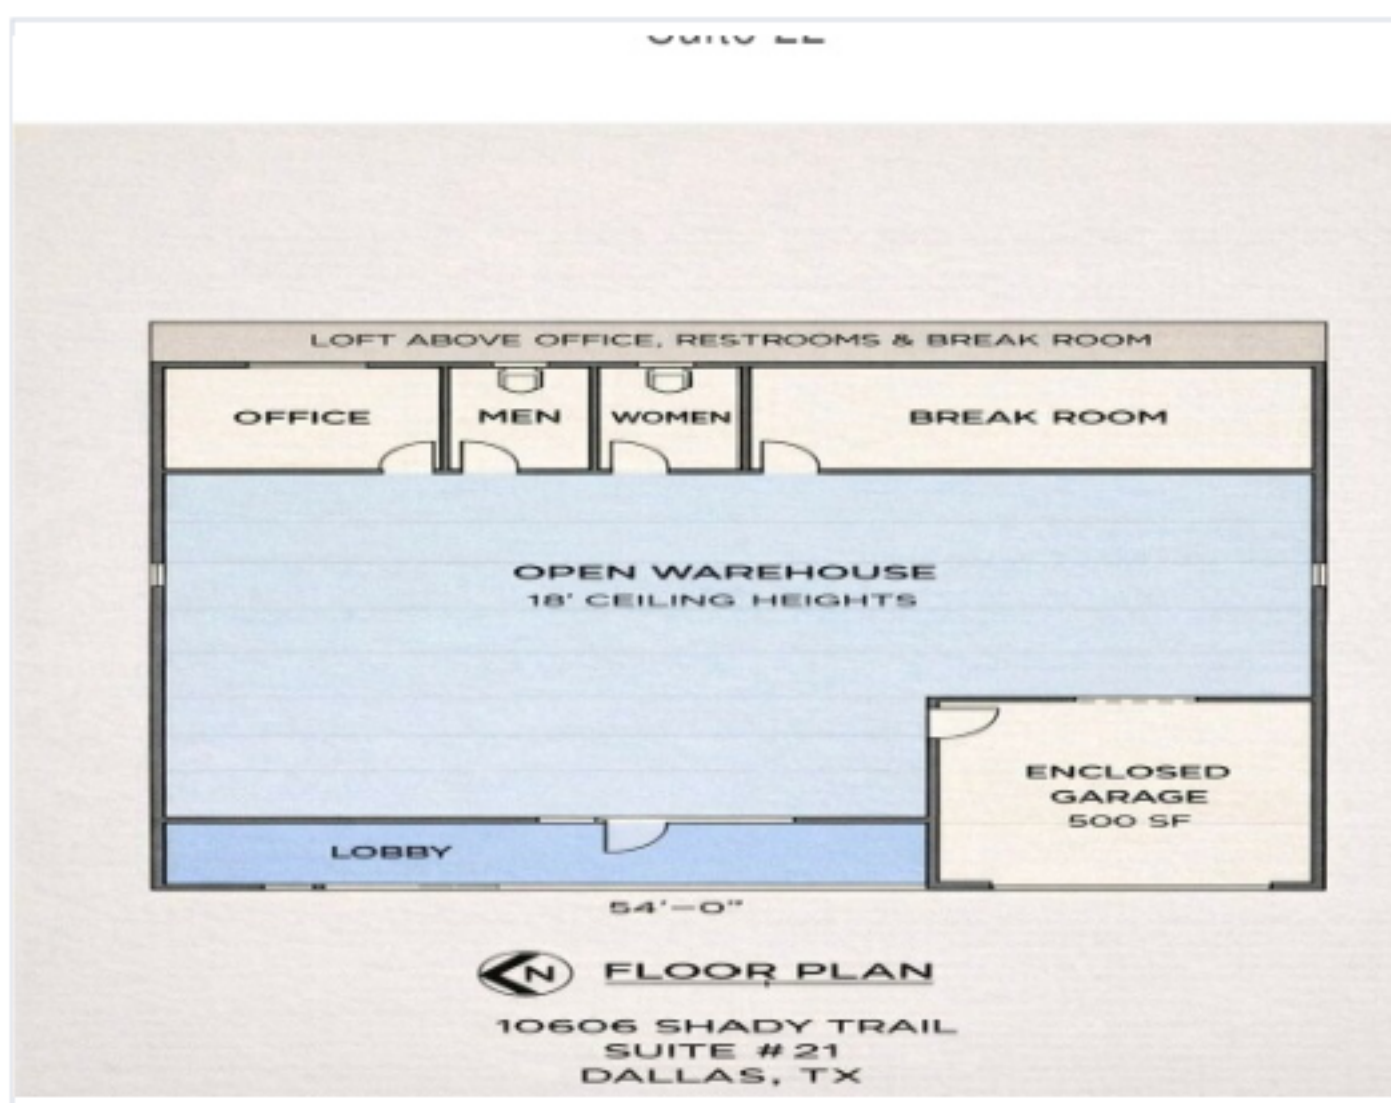 LOFT ABOVE OFFICE, RESTROOMS & BREAK ROOM
OFFICE
MEN
WOMEN
BREAK ROOM
OPEN WAREHOUSE
18' CEILING HEIGHTS
ENCLOSED
GARAGE
500 SF
LOBBY
54'-0"
N
FLOOR PLAN
10606 SHADY TRAIL
SUITE #21
DALLAS, TX